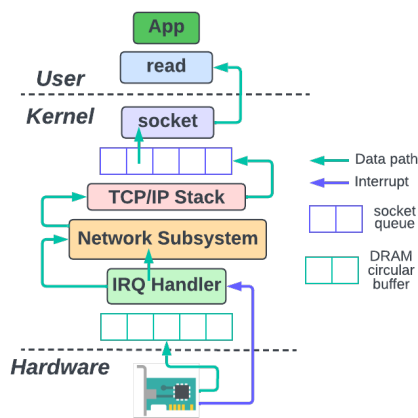 App
read
User
Kernel
socket
TCP/IP Stack
Network Subsystem
IRQ Handler
Hardware
Data path
Interrupt
socket
queue
DRAM
circular
buffer